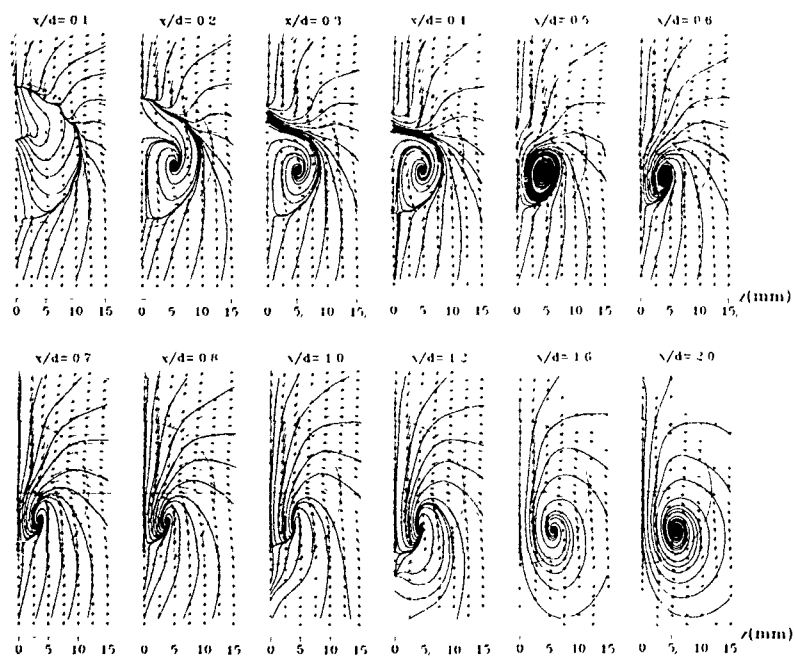 x/d= 0.1 x/d= 0.2 x/d= 0.3 x/d= 0.4 x/d= 0.5 x/d= 0.6
0 5 10 15 0 5 10 15 0 5 10 15, 0 5 10 15, 0 5, 10 15, 0 5, 10 15, z(mm)
x/d= 0.7 x/d= 0.8 x/d= 1.0 x/d= 1.2 x/d= 1.6 x/d= 2.0
0 5 10 15 0 5, 10 15 0 5, 10 15 0 5, 10 15 0 5, 10 15 0 5, 10 15 z(mm)